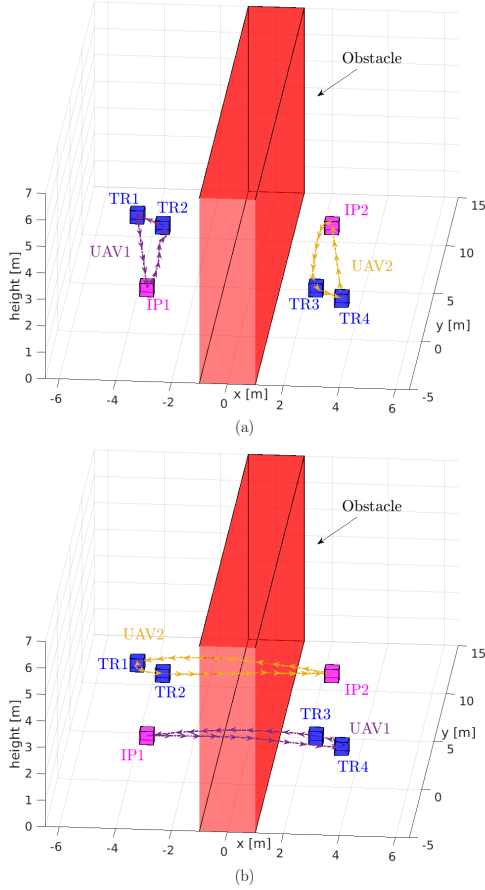 Obstacle
7
6
5
4
3
2
1
0
height [m]
TR1
TR2
UAV1
IP1
IP2
UAV2
TR3
TR4
15
10
5
0
-5
y [m]
-6
-4
-2
0
2
4
6
x [m]
(a)
Obstacle
7
6
5
4
3
2
1
0
height [m]
UAV2
TR1
TR2
IP2
TR3
UAV1
IP1
TR4
15
10
5
0
-5
y [m]
-6
-4
-2
0
2
4
6
x [m]
(b)